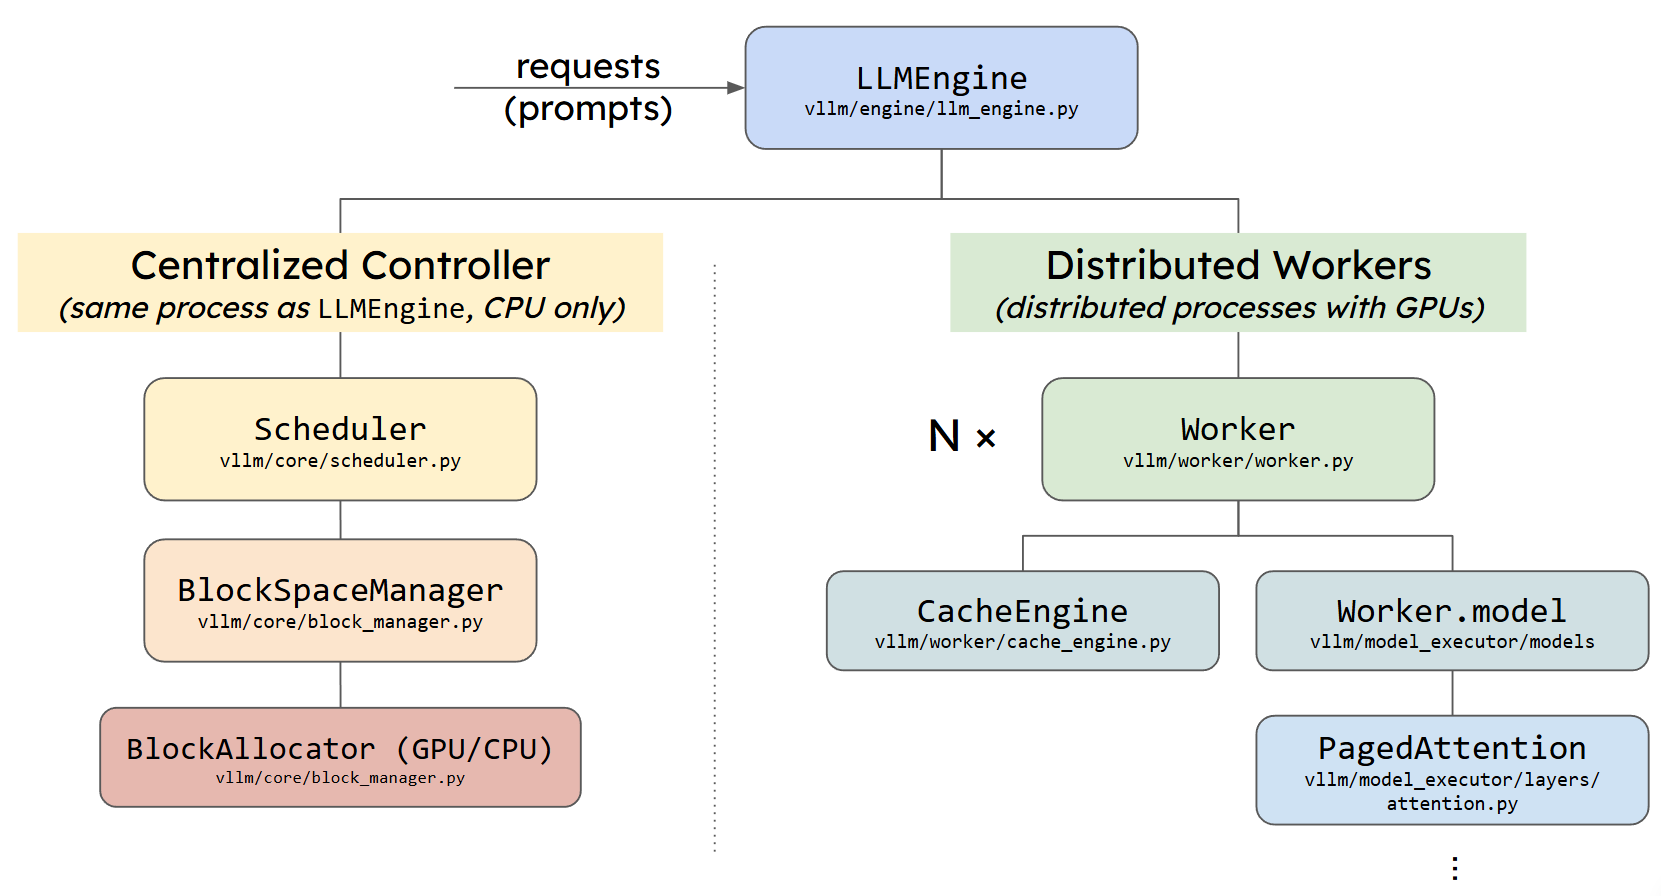 requests
(prompts)
LLMEngine
vllm/engine/llm_engine.py
Centralized Controller
(same process as LLMEngine, CPU only)
Distributed Workers
(distributed processes with GPUs)
Scheduler
vllm/core/scheduler.py
N ×
Worker
vllm/worker/worker.py
BlockSpaceManager
vllm/core/block_manager.py
CacheEngine
vllm/worker/cache_engine.py
Worker.model
vllm/model_executor/models
BlockAllocator (GPU/CPU)
vllm/core/block_manager.py
PagedAttention
vllm/model_executor/layers/
attention.py
⋮